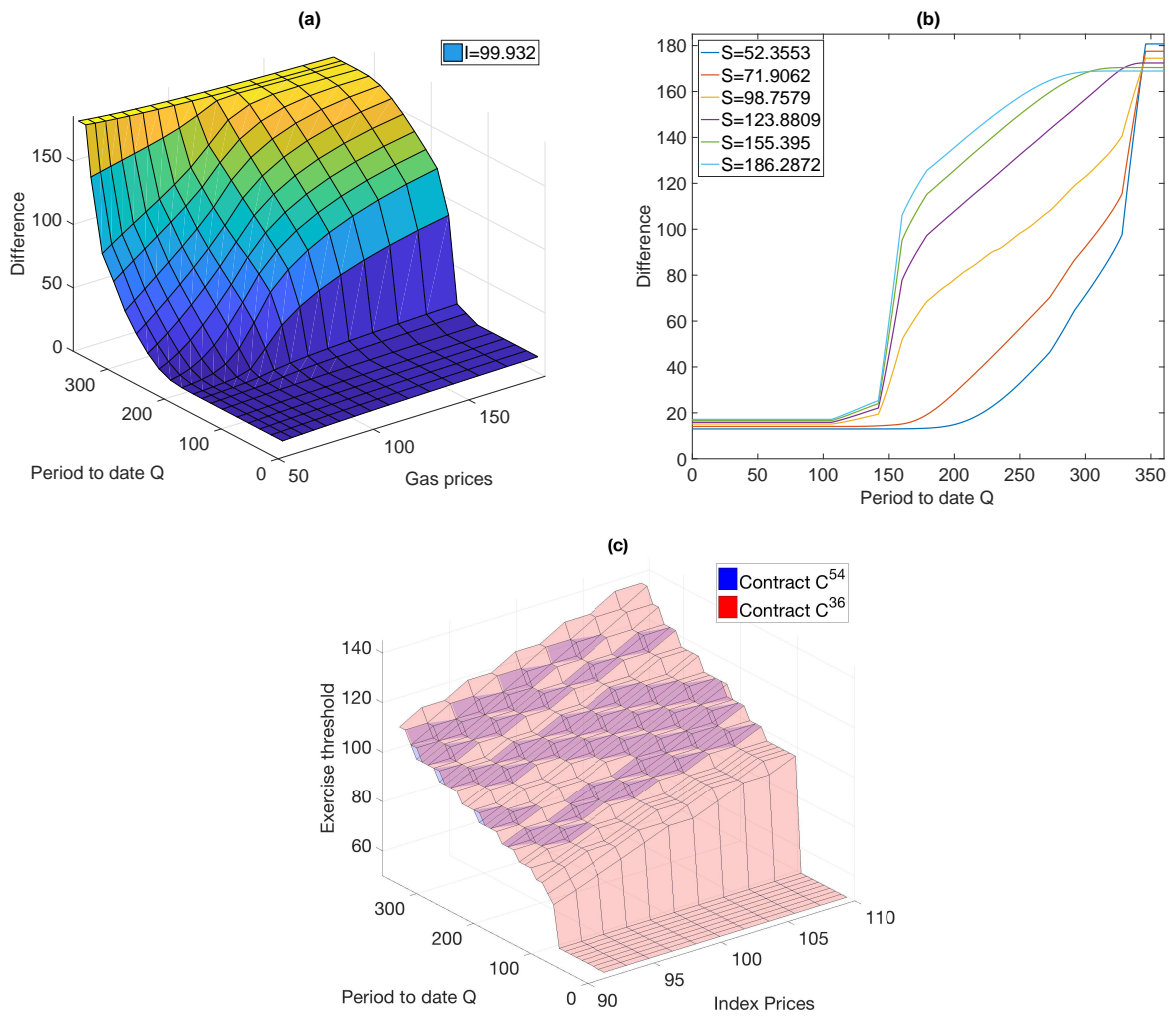 (a)
I=99.932
150
100
50
0
Difference
300
200
100
0
Period to date Q
50
100
150
Gas prices
(b)
S=52.3553
S=71.9062
S=98.7579
S=123.8809
S=155.395
S=186.2872
180
160
140
120
100
80
60
40
20
0
Difference
0 50 100 150 200 250 300 350
Period to date Q
(c)
Contract C^54
Contract C^36
140
120
100
80
60
Exercise threshold
300
200
100
0
Period to date Q
90
95
100
105
110
Index Prices